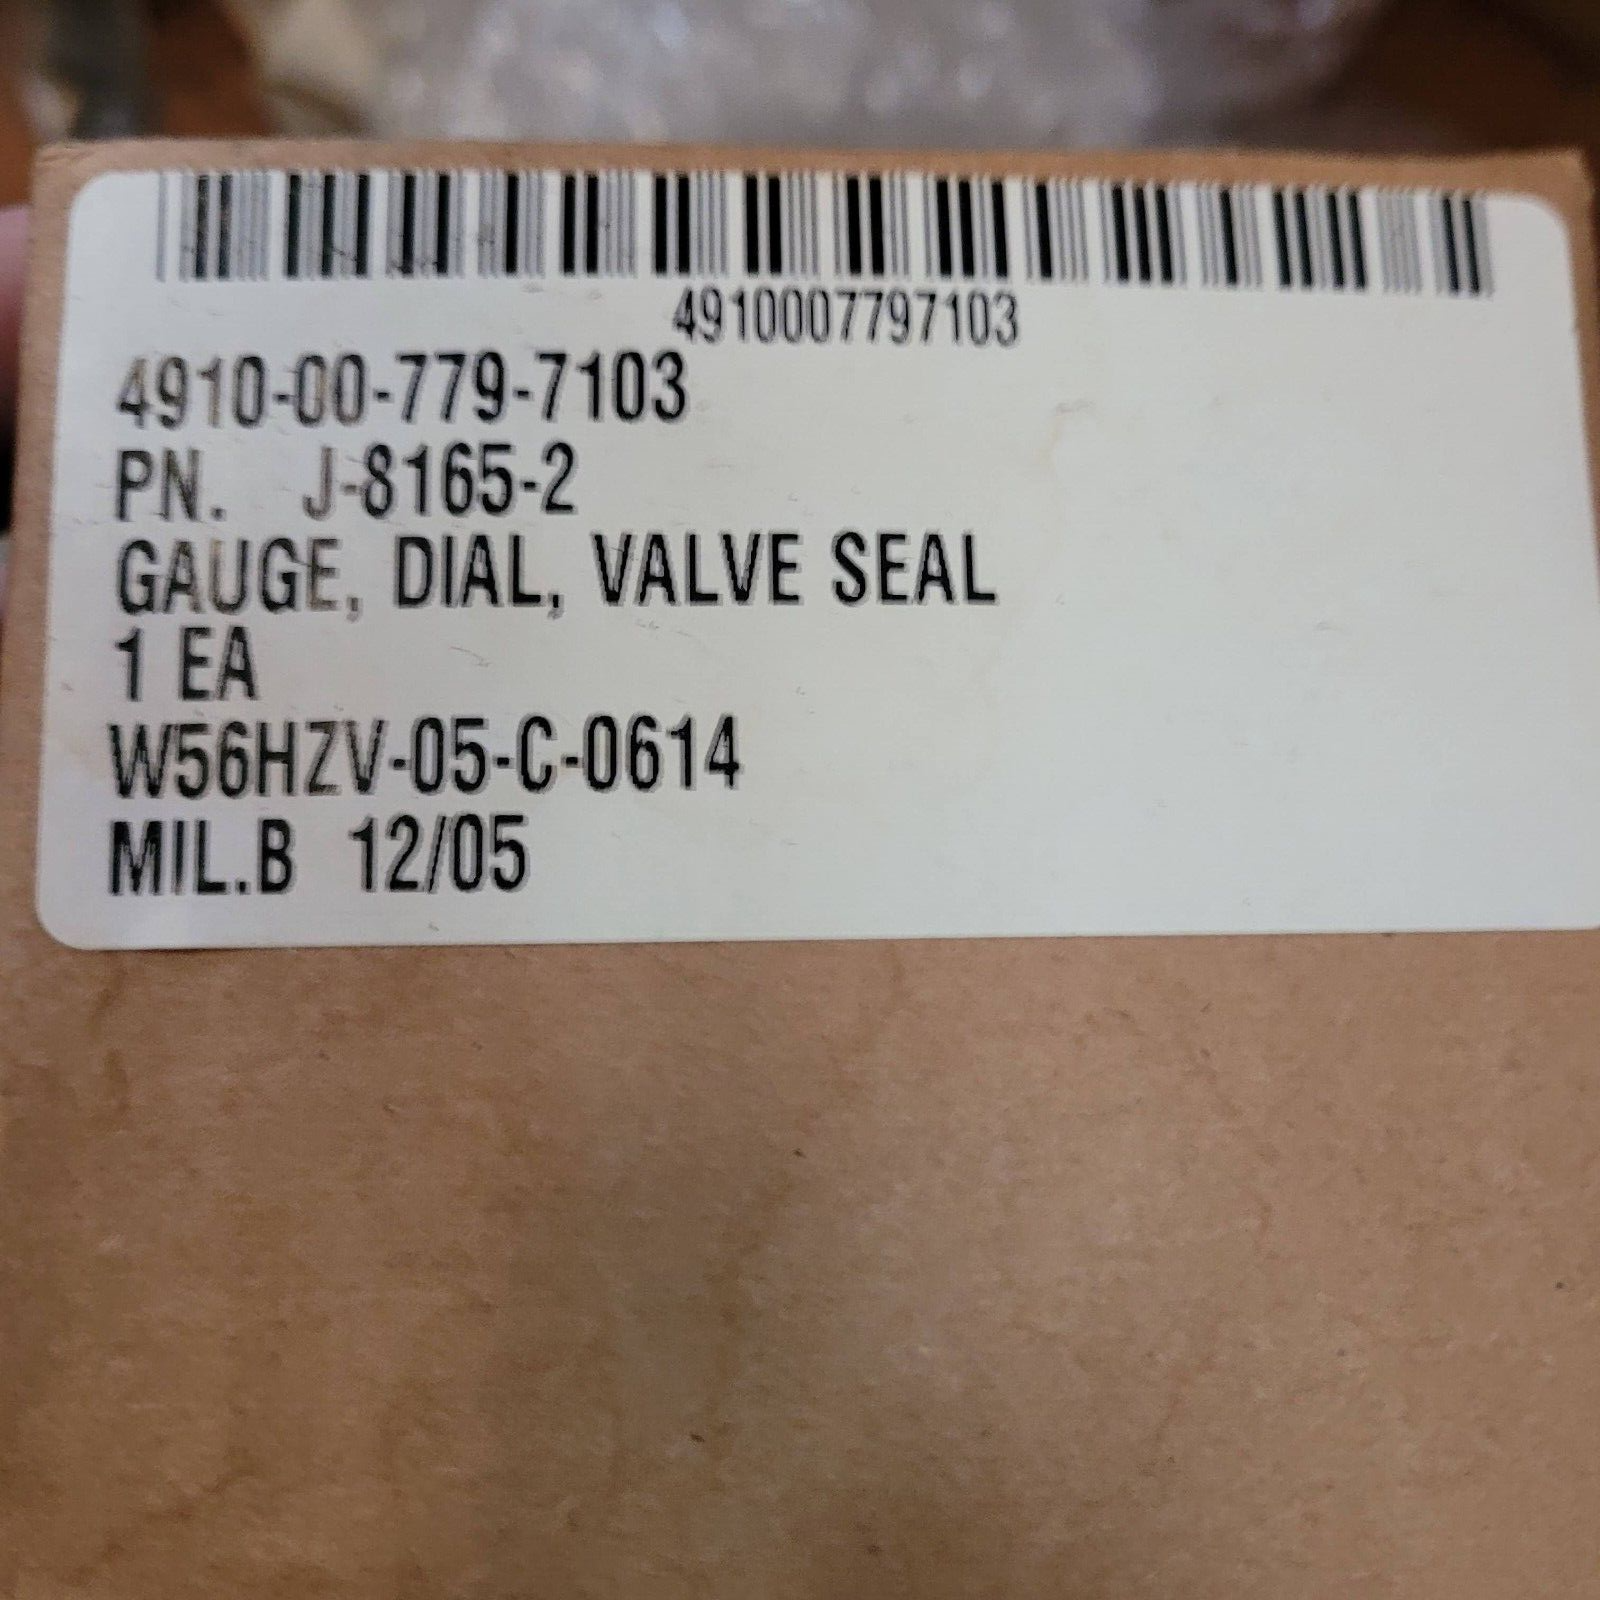 4910007797103
4910-00-779-7103
PN. J-8165-2
GAUGE, DIAL, VALVE SEAL
1 EA
W56HZV-05-C-0614
MIL.B 12/05